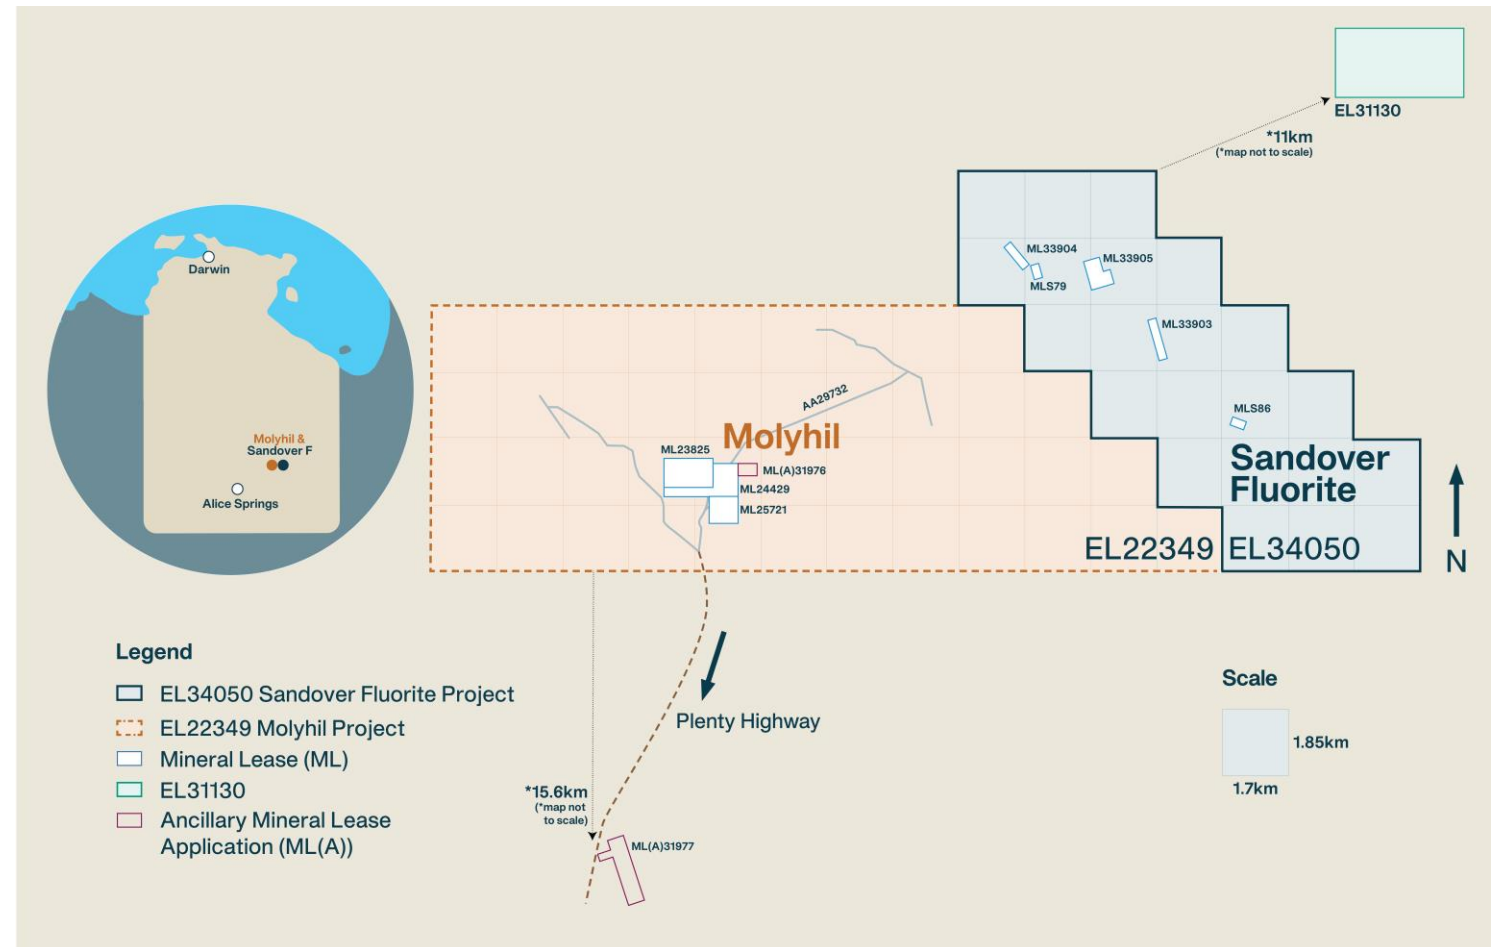 EL31130
*11km
(*map not to scale)
ML33904
ML33905
MLS79
ML33903
Darwin
MLS86
AA29732
Molyhil
Molyhil &
Sandover F
ML23825
Sandover
Fluorite
ML(A)31976
ML24429
Alice Springs
ML25721
EL22349
EL34050
N
Legend
EL34050 Sandover Fluorite Project
EL22349 Molyhil Project
Mineral Lease (ML)
EL31130
Ancillary Mineral Lease
Application (ML(A))
Plenty Highway
*15.6km
(*map not
to scale)
ML(A)31977
Scale
1.85km
1.7km